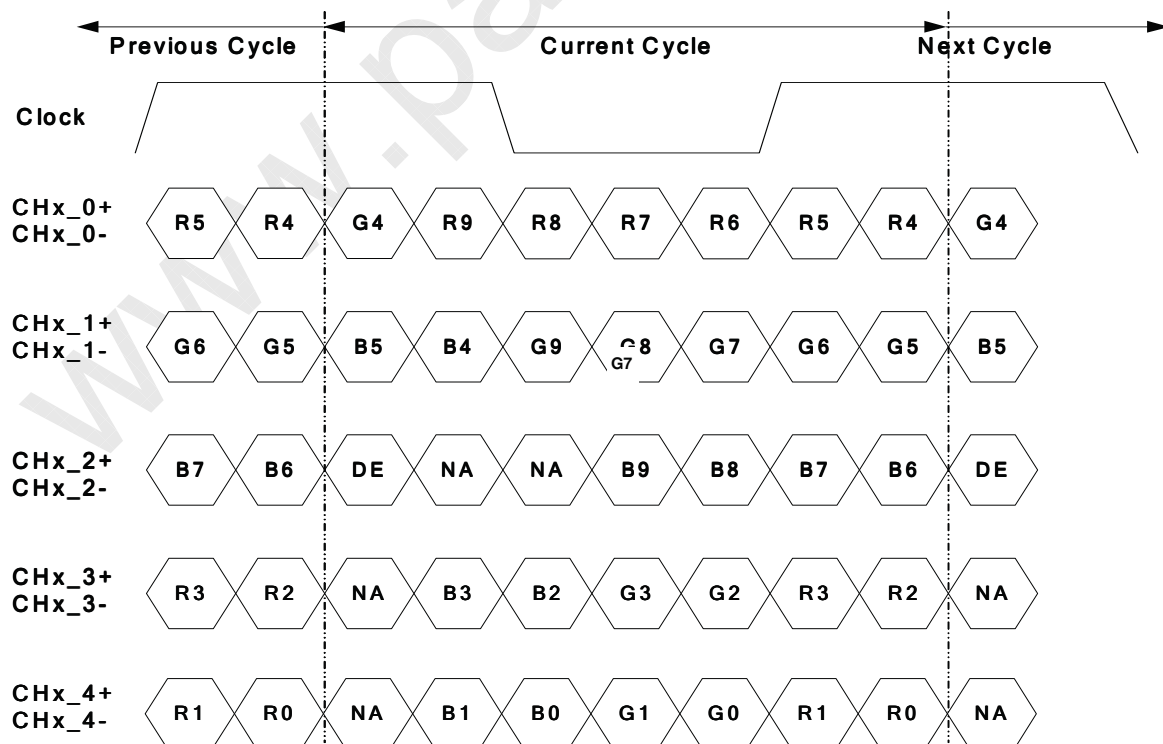 Previous Cycle Current Cycle Next Cycle
Clock
CHx_0+
CHx_0-
R5 R4 G4 R9 R8 R7 R6 R5 R4 G4
CHx_1+
CHx_1-
G6 G5 B5 B4 G9 G8 G7 G6 G5 B5
G7
CHx_2+
CHx_2-
B7 B6 DE NA NA B9 B8 B7 B6 DE
CHx_3+
CHx_3-
R3 R2 NA B3 B2 G3 G2 R3 R2 NA
CHx_4+
CHx_4-
R1 R0 NA B1 B0 G1 G0 R1 R0 NA
www.pa